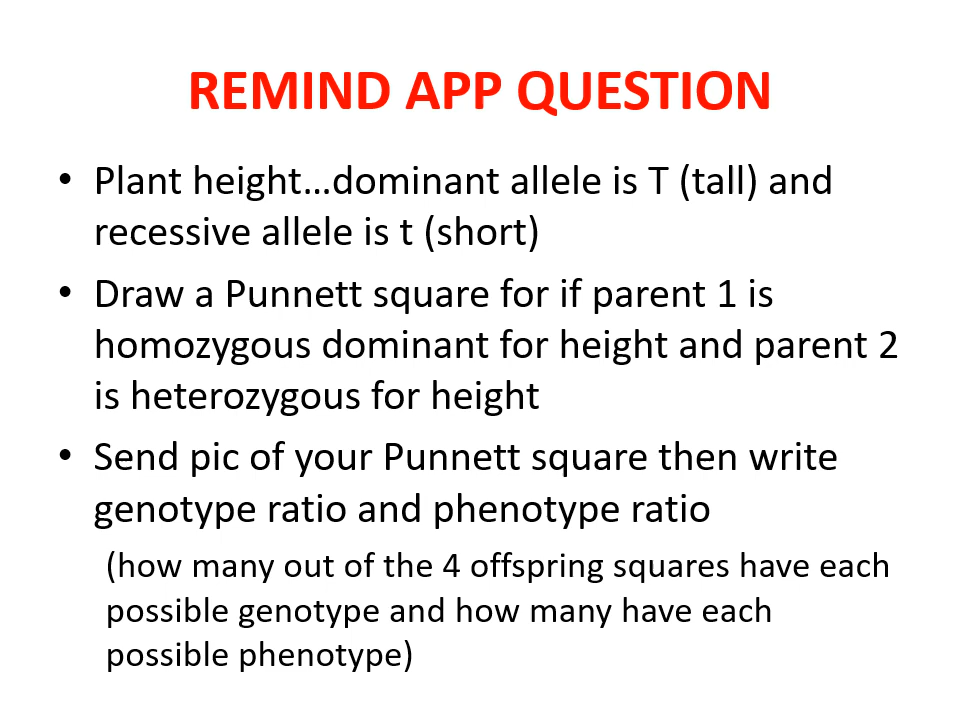 REMIND APP QUESTION
• Plant height…dominant allele is T (tall) and
recessive allele is t (short)
• Draw a Punnett square for if parent 1 is
homozygous dominant for height and parent 2
is heterozygous for height
• Send pic of your Punnett square then write
genotype ratio and phenotype ratio
(how many out of the 4 offspring squares have each
possible genotype and how many have each
possible phenotype)